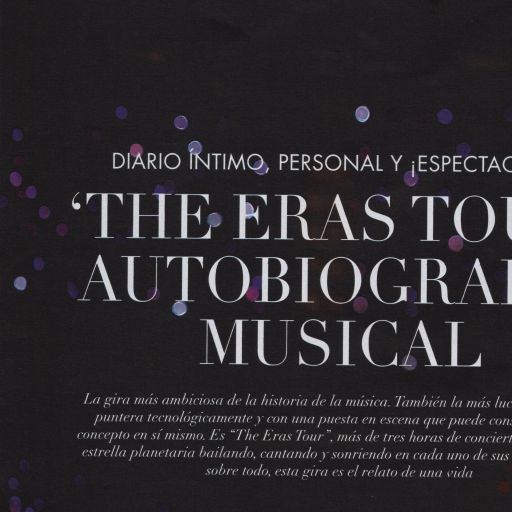 DIARIO ÍNTIMO, PERSONAL Y ¡ESPECTAC
‘THE ERAS TOU
AUTOBIOGRAF
MUSICAL
La gira más ambiciosa de la historia de la música. También la más luc
puntera tecnológicamente y con una puesta en escena que puede cons
concepto en sí mismo. Es “The Eras Tour”, más de tres horas de conciert
estrella planetaria bailando, cantando y sonriendo en cada uno de sus
sobre todo, esta gira es el relato de una vida